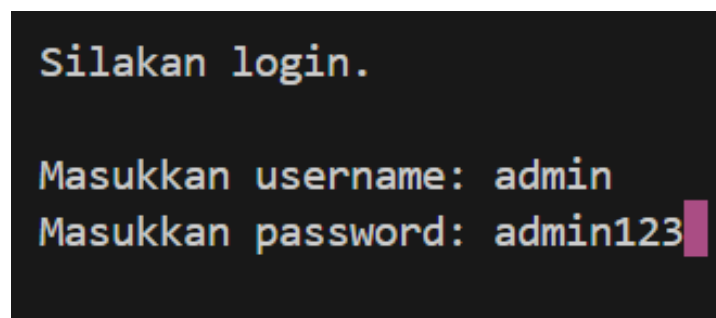 Silakan login.
Masukkan username: admin
Masukkan password: admin123